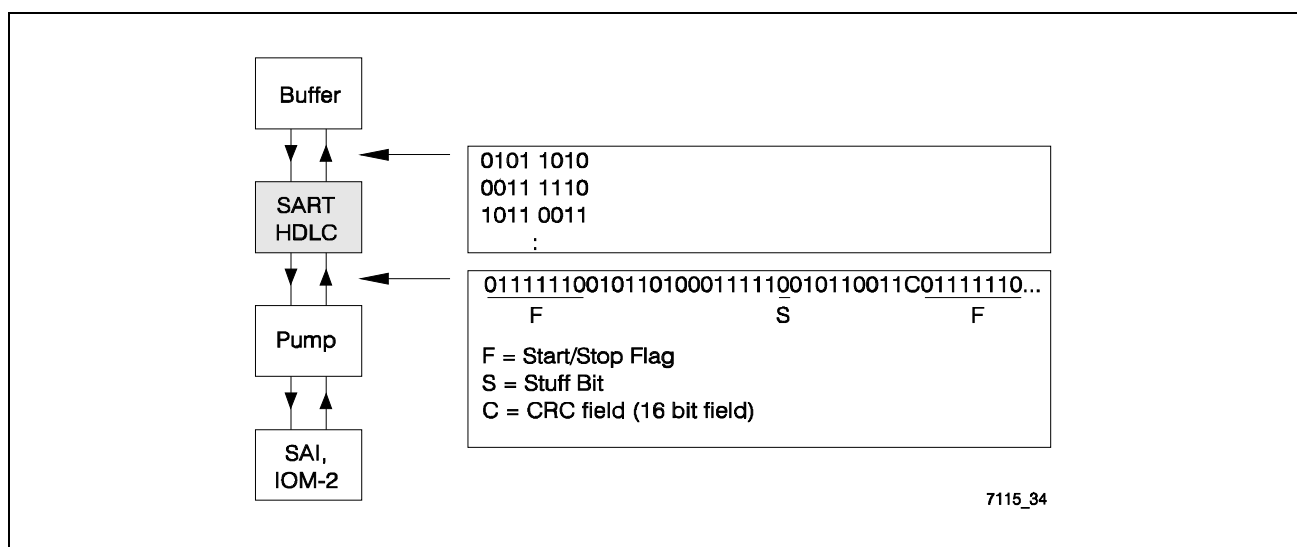 Buffer
0101 1010
0011 1110
1011 0011
:
SART
HDLC
011111100101101000111110010110011C01111110...
F S F
Pump
F = Start/Stop Flag
S = Stuff Bit
C = CRC field (16 bit field)
SAI,
IOM-2
7115_34